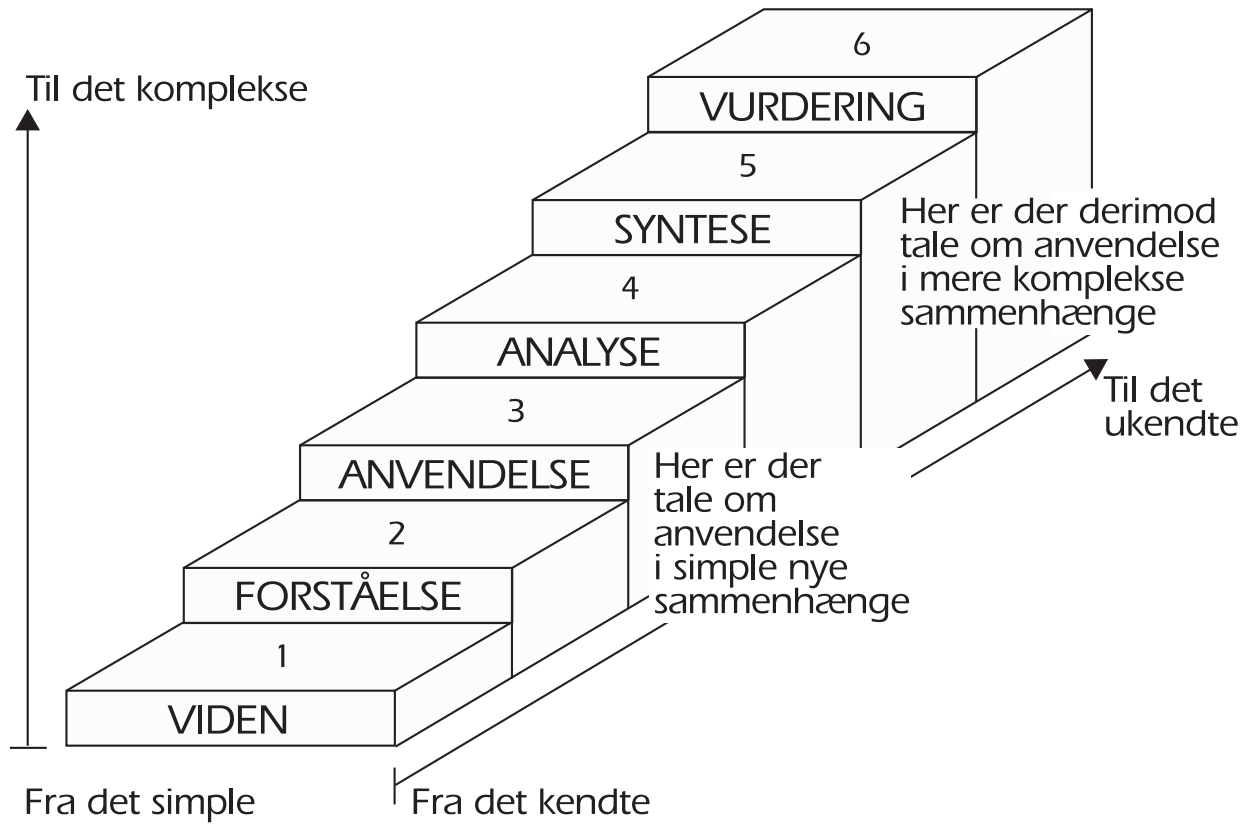 Til det komplekse
6
VURDERING
5
SYNTESE
4
ANALYSE
3
ANVENDELSE
2
FORSTÅELSE
1
VIDEN
Her er der derimod
tale om anvendelse
i mere komplekse
sammenhænge
Til det
ukendte
Her er der
tale om
anvendelse
i simple nye
sammenhænge
Fra det simple
Fra det kendte